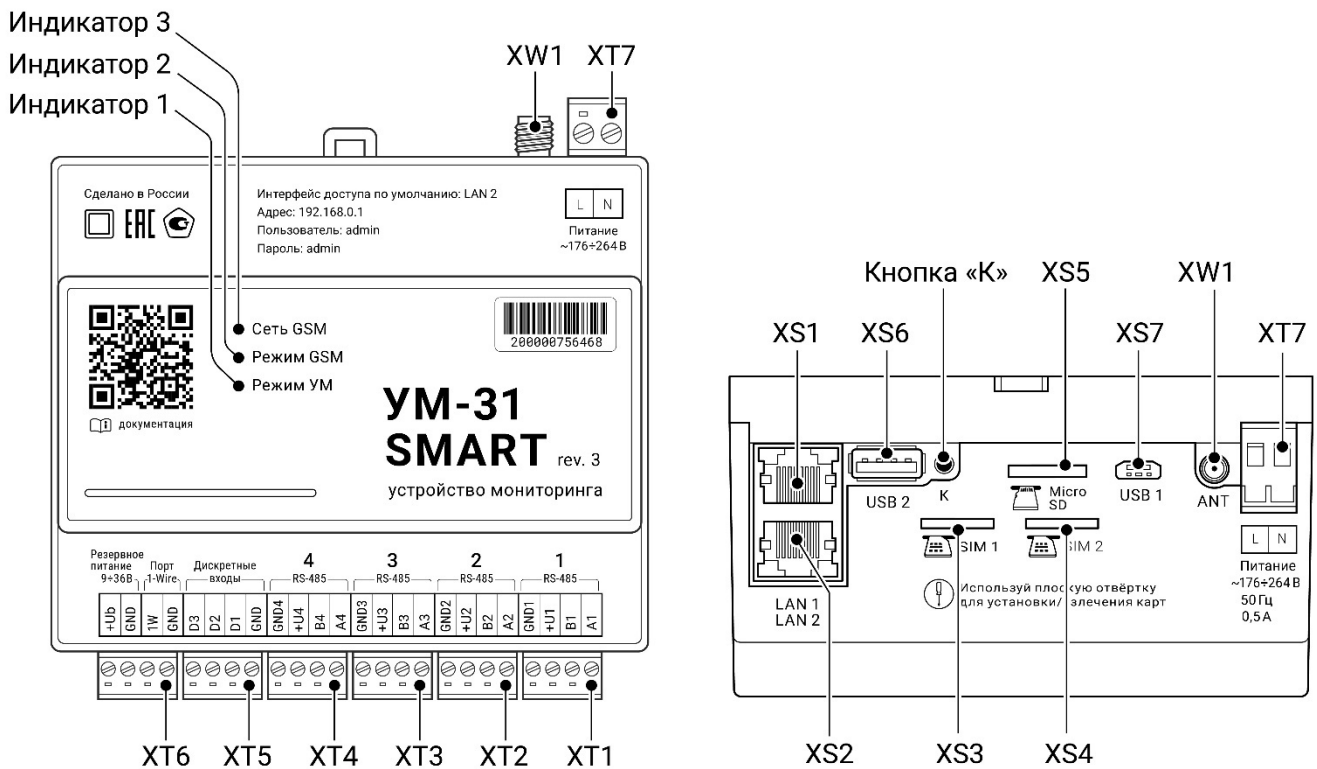 Индикатор 3
Индикатор 2
Индикатор 1
XW1 XT7
Сделано в России
EAC
Интерфейс доступа по умолчанию: LAN 2
Адрес: 192.168.0.1
Пользователь: admin
Пароль: admin
L N
Питание
~176÷264 В
документация
Сеть GSM
Режим GSM
Режим УМ
200000756468
УМ-31
SMART rev. 3
устройство мониторинга
Резервное
питание
9÷36В
Порт
1-Wire
Дискретные
входы
4
RS-485
3
RS-485
2
RS-485
1
RS-485
+Ub GND 1W GND D3 D2 D1 GND GND4 +U4 B4 A4 GND3 +U3 B3 A3 GND2 +U2 B2 A2 GND1 +U1 B1 A1
XT6 XT5 XT4 XT3 XT2 XT1
Кнопка «К» XS5 XW1
XS1 XS6 XS7 XT7
USB 2
K
Micro
SD
USB 1
ANT
SIM 1
SIM 2
L N
Питание
~176÷264 В
50 Гц
0,5 А
Используй плоскую отвёртку
для установки/ злечения карт
LAN 1
LAN 2
XS2 XS3 XS4